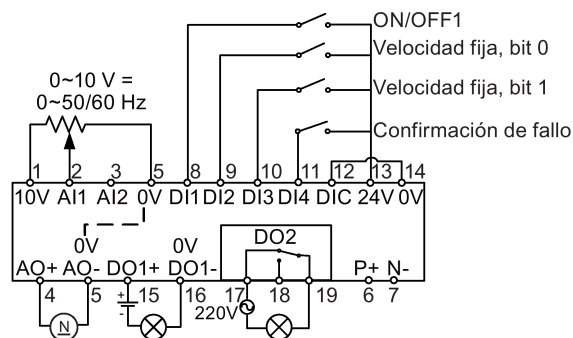 ON/OFF1
Velocidad fija, bit 0
0~10 V =
0~50/60 Hz
Velocidad fija, bit 1
Confirmación de fallo
1 2 3 5 8 9 10 11 12 13 14
10V AI1 AI2 0V DI1 DI2 DI3 DI4 DIC 24V 0V
0V 0V DO2
AO+ AO- DO1+ DO1- P+ N-
4 5 + 15 16 17 18 19 6 7
-
N 220V